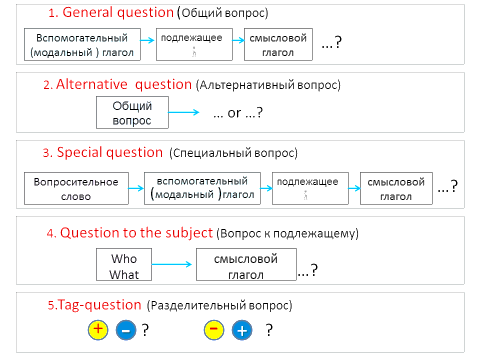 1. General question (Общий вопрос)
Вспомогательный
(модальный ) глагол
подлежащее
смысловой
глагол
...?
2. Alternative question (Альтернативный вопрос)
Общий
вопрос
... or ...?
3. Special question (Специальный вопрос)
Вопросительное
слово
вспомогательный
(модальный )глагол
подлежащее
смысловой
глагол
...?
4. Question to the subject (Вопрос к подлежащему)
Who
What
смысловой
глагол
...?
5.Tag-question (Разделительный вопрос)
+ – ? – + ?